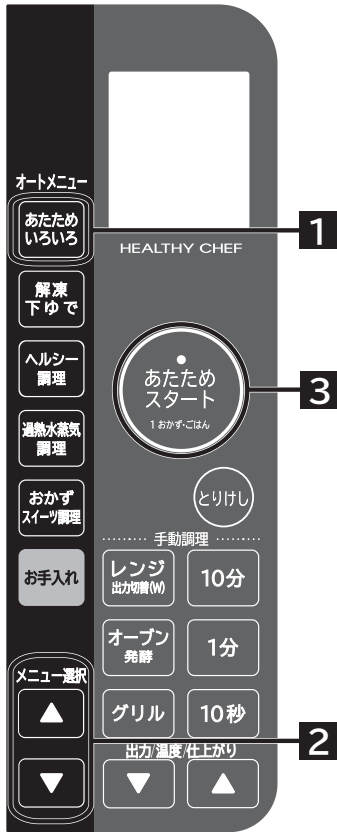 オートメニュー
あたため
いろいろ
1
HEALTHY CHEF
解凍
下ゆで
ヘルシー
調理
あたため
スタート
1 おかず・ごはん
3
過熱水蒸気
調理
おかず
スイーツ調理
とりけし
お手入れ
手動調理
レンジ
出力切替(W)
10分
オーブン
発酵
1分
メニュー選択
▲
▼
グリル
10秒
2
出力/温度/仕上がり
▼
▲